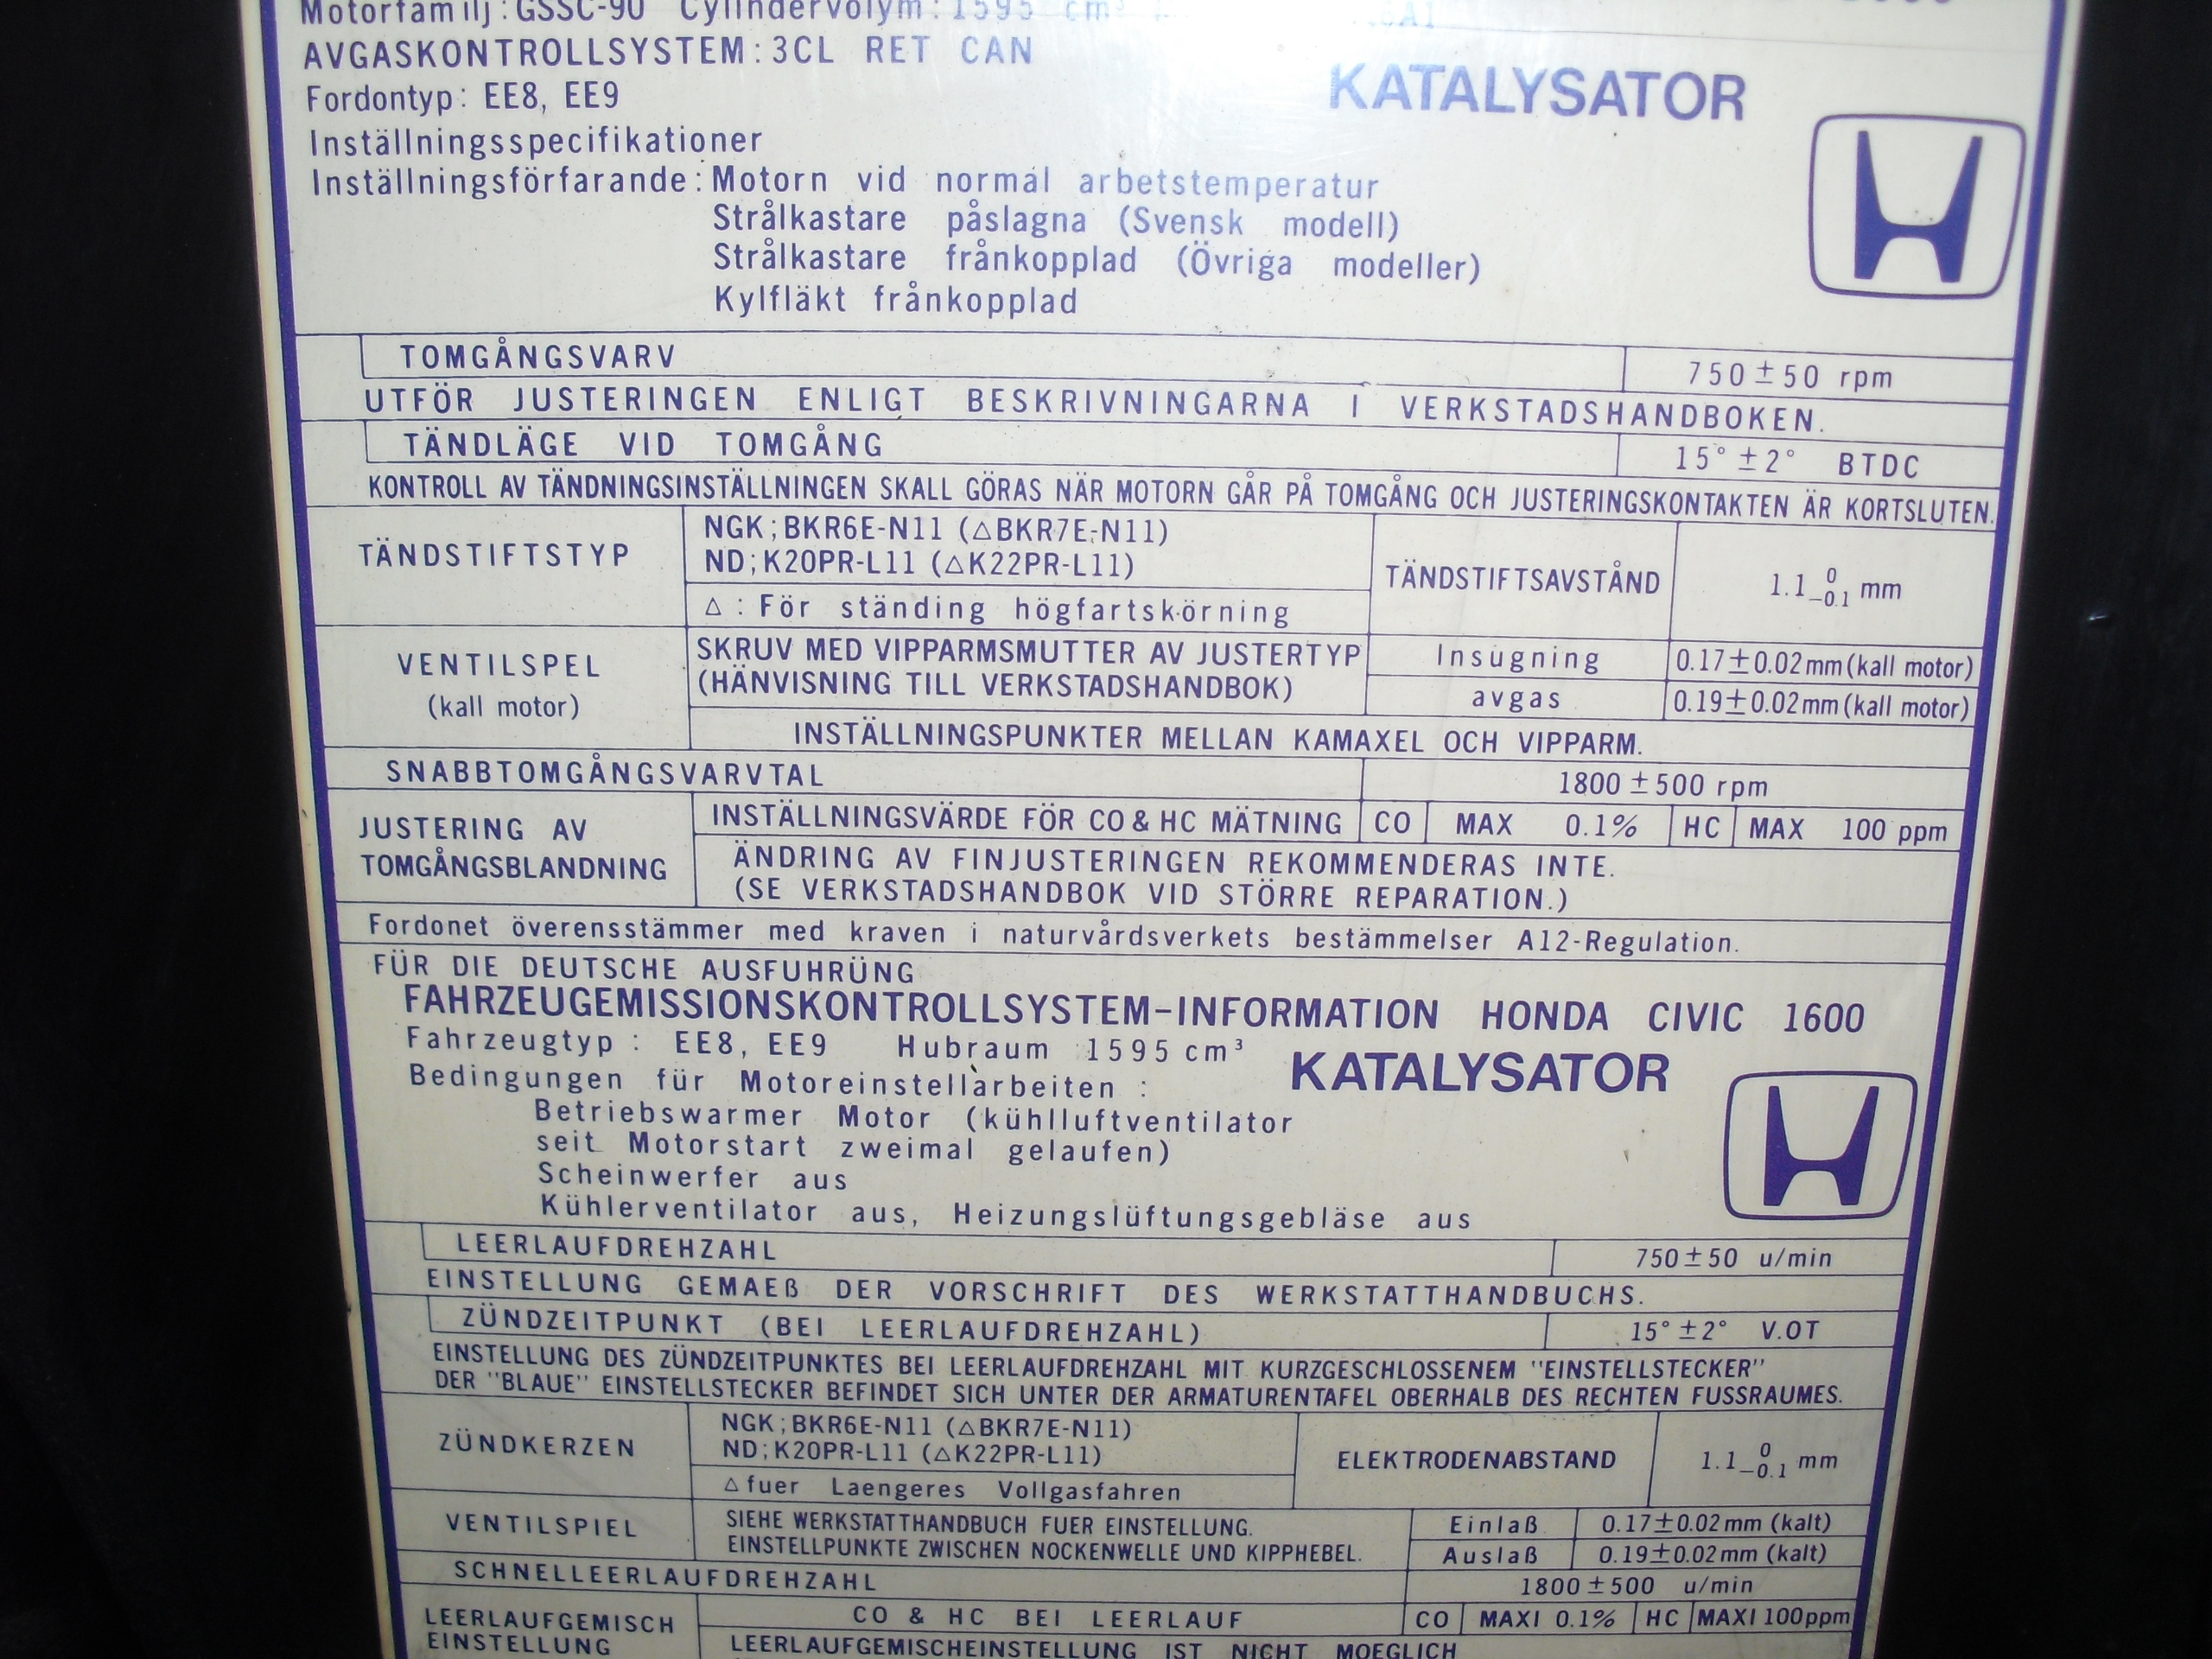 Motorfamilj: GSSC-90 Cylindervolym: 1595 cm³
AVGASKONTROLLSYSTEM: 3CL RET CAN
KATALYSATOR
Fordontyp: EE8, EE9
Inställningsspecifikationer
Inställningsförfarande: Motorn vid normal arbetstemperatur
Strålkastare påslagna (Svensk modell)
Strålkastare frånkopplad (Övriga modeller)
Kylfläkt frånkopplad
TOMGÅNGSVARV 750±50 rpm
UTFÖR JUSTERINGEN ENLIGT BESKRIVNINGARNA I VERKSTADSHANDBOKEN.
TÄNDLÄGE VID TOMGÅNG 15°±2° BTDC
KONTROLL AV TÄNDNINGSINSTÄLLNINGEN SKALL GÖRAS NÄR MOTORN GÅR PÅ TOMGÅNG OCH JUSTERINGSKONTAKTEN ÄR KORTSLUTEN.
TÄNDSTIFTSTYP
NGK;BKR6E-N11 (△BKR7E-N11)
ND;K20PR-L11 (△K22PR-L11)
△: För ständing högfartskörning
TÄNDSTIFTSAVSTÅND 1.1 0 -0.1 mm
VENTILSPEL
(kall motor)
SKRUV MED VIPPARMSMUTTER AV JUSTERTYP
(HÄNVISNING TILL VERKSTADSHANDBOK)
Insugning 0.17±0.02mm(kall motor)
avgas 0.19±0.02mm(kall motor)
INSTÄLLNINGSPUNKTER MELLAN KAMAXEL OCH VIPPARM.
SNABBTOMGÅNGSVARVTAL 1800±500 rpm
JUSTERING AV
TOMGÅNGSBLANDNING
INSTÄLLNINGSVÄRDE FÖR CO & HC MÄTNING CO MAX 0.1% HC MAX 100 ppm
ÄNDRING AV FINJUSTERINGEN REKOMMENDERAS INTE.
(SE VERKSTADSHANDBOK VID STÖRRE REPARATION.)
Fordonet överensstämmer med kraven i naturvårdsverkets bestämmelser A12-Regulation.
FÜR DIE DEUTSCHE AUSFUHRÜNG
FAHRZEUGEMISSIONSKONTROLLSYSTEM-INFORMATION HONDA CIVIC 1600
Fahrzeugtyp: EE8, EE9 Hubraum 1595 cm³
KATALYSATOR
Bedingungen für Motoreinstellarbeiten:
Betriebswarmer Motor (kühlluftventilator
seit Motorstart zweimal gelaufen)
Scheinwerfer aus
Kühlerventilator aus, Heizungslüftungsgebläse aus
LEERLAUFDREHZAHL 750±50 u/min
EINSTELLUNG GEMAEß DER VORSCHRIFT DES WERKSTATTHANDBUCHS.
ZÜNDZEITPUNKT (BEI LEERLAUFDREHZAHL) 15°±2° V.OT
EINSTELLUNG DES ZÜNDZEITPUNKTES BEI LEERLAUFDREHZAHL MIT KURZGESCHLOSSENEM "EINSTELLSTECKER"
DER "BLAUE" EINSTELLSTECKER BEFINDET SICH UNTER DER ARMATURENTAFEL OBERHALB DES RECHTEN FUSSRAUMES.
ZÜNDKERZEN
NGK;BKR6E-N11 (△BKR7E-N11)
ND;K20PR-L11 (△K22PR-L11)
△fuer Laengeres Vollgasfahren
ELEKTRODENABSTAND 1.1 0 -0.1 mm
VENTILSPIEL
SIEHE WERKSTATTHANDBUCH FUER EINSTELLUNG.
EINSTELLPUNKTE ZWISCHEN NOCKENWELLE UND KIPPHEBEL.
Einlaß 0.17±0.02mm (kalt)
Auslaß 0.19±0.02mm (kalt)
SCHNELLEERLAUFDREHZAHL 1800±500 u/min
LEERLAUFGEMISCH
EINSTELLUNG
CO & HC BEI LEERLAUF CO MAXI 0.1% HC MAXI 100ppm
LEERLAUFGEMISCHEINSTELLUNG IST NICHT MOEGLICH